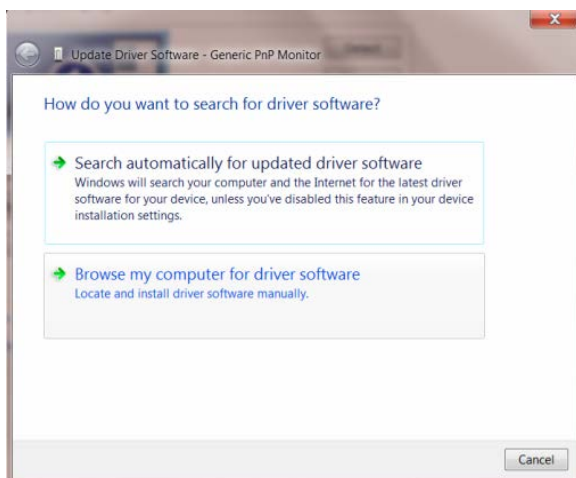 Update Driver Software - Generic PnP Monitor
How do you want to search for driver software?
Search automatically for updated driver software
Windows will search your computer and the Internet for the latest driver
software for your device, unless you've disabled this feature in your device
installation settings.
Browse my computer for driver software
Locate and install driver software manually.
Cancel